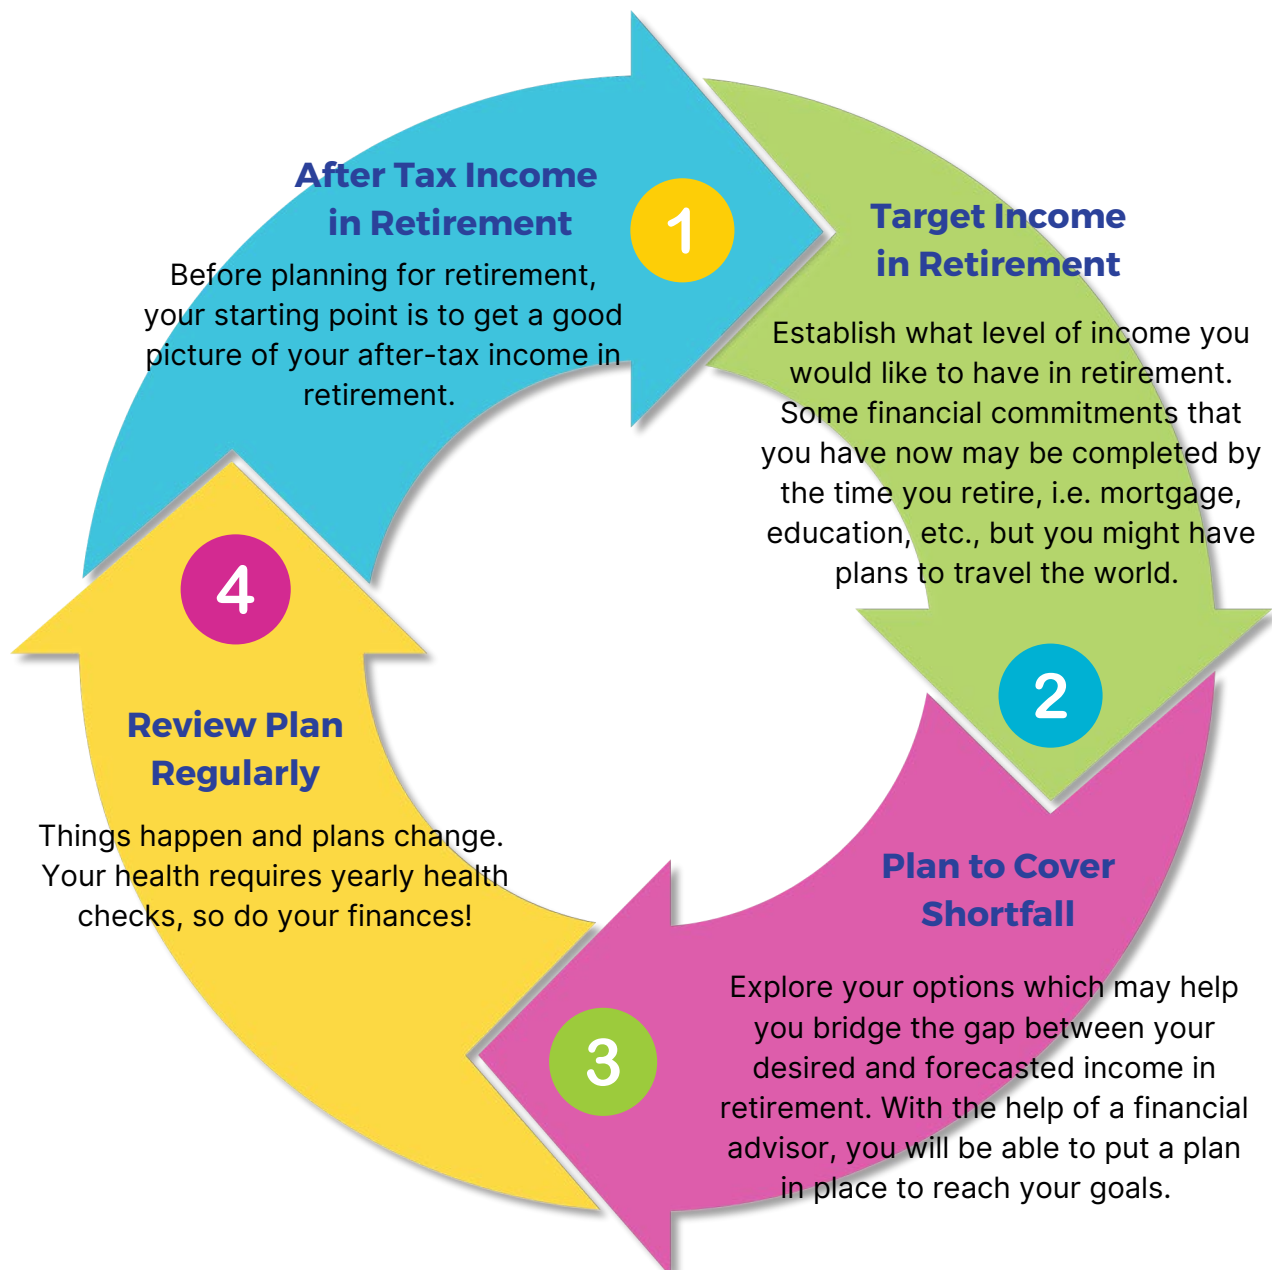 After Tax Income
in Retirement
1
Before planning for retirement,
your starting point is to get a good
picture of your after-tax income in
retirement.
Target Income
in Retirement
Establish what level of income you
would like to have in retirement.
Some financial commitments that
you have now may be completed by
the time you retire, i.e. mortgage,
education, etc., but you might have
plans to travel the world.
2
Plan to Cover
Shortfall
Explore your options which may help
you bridge the gap between your
desired and forecasted income in
retirement. With the help of a financial
advisor, you will be able to put a plan
in place to reach your goals.
3
4
Review Plan
Regularly
Things happen and plans change.
Your health requires yearly health
checks, so do your finances!